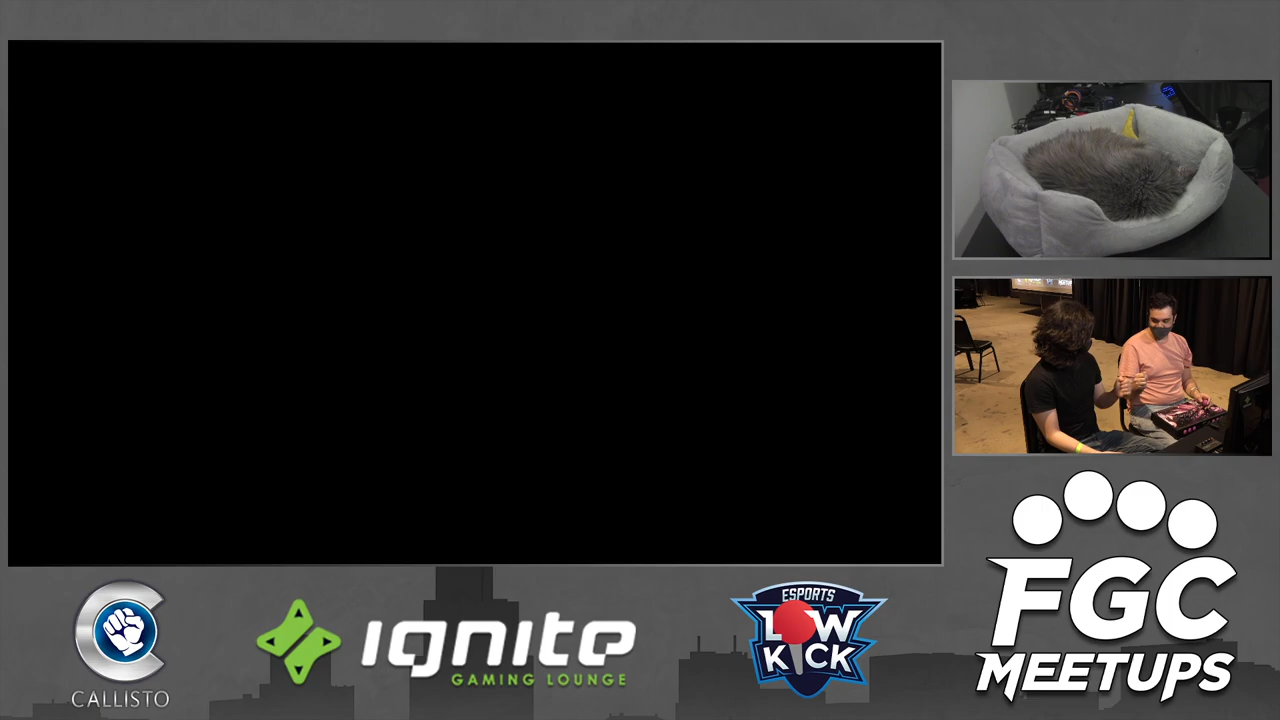 CALLISTO
ignite
GAMING LOUNGE
ESPORTS
LOW
KICK
FGC
MEETUPS